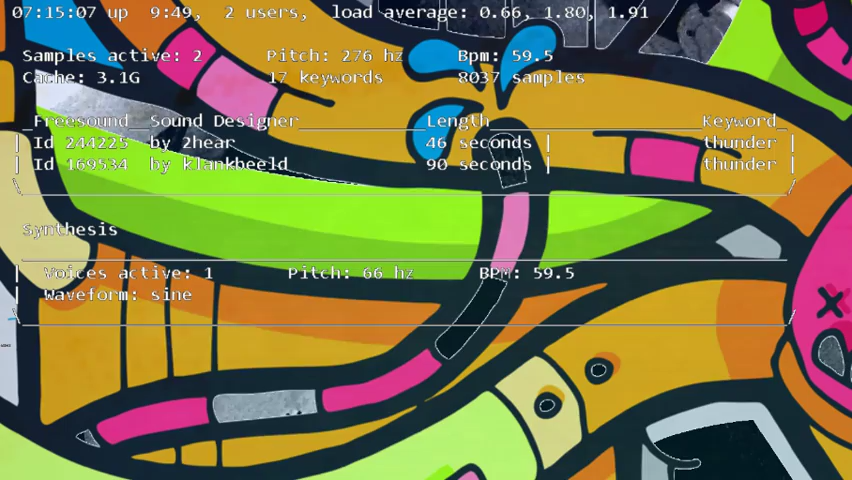 07:15:07 up  9:49,  2 users,  load average: 0.66, 1.80, 1.91
Samples active: 2 Pitch: 276 hz Bpm: 59.5
Cache: 3.1G 17 keywords 8037 samples
Freesound Sound Designer Length Keyword
Id 244225 by 2hear 46 seconds thunder
Id 169534 by klankbeeld 90 seconds thunder
Synthesis
Voices active: 1 Pitch: 66 hz BPM: 59.5
Waveform: sine